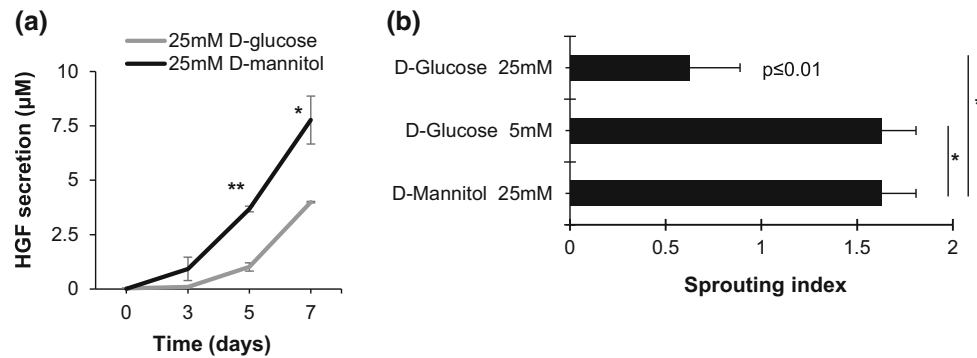 (a)
25mM D-glucose
25mM D-mannitol
10
7.5
5
2.5
0
HGF secretion (µM)
*
**
0 3 5 7
Time (days)
(b)
D-Glucose 25mM
D-Glucose 5mM
D-Mannitol 25mM
p≤0.01
*
*
0 0.5 1 1.5 2
Sprouting index